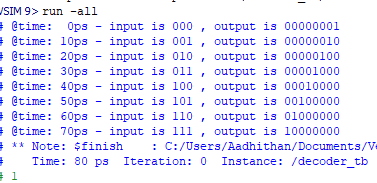 VSIM 9> run -all
# @time:  0ps - input is 000 , output is 00000001
# @time: 10ps - input is 001 , output is 00000010
# @time: 20ps - input is 010 , output is 00000100
# @time: 30ps - input is 011 , output is 00001000
# @time: 40ps - input is 100 , output is 00010000
# @time: 50ps - input is 101 , output is 00100000
# @time: 60ps - input is 110 , output is 01000000
# @time: 70ps - input is 111 , output is 10000000
# ** Note: $finish    : C:/Users/Aadhithan/Documents/Ve
#    Time: 80 ps  Iteration: 0  Instance: /decoder_tb
# 1